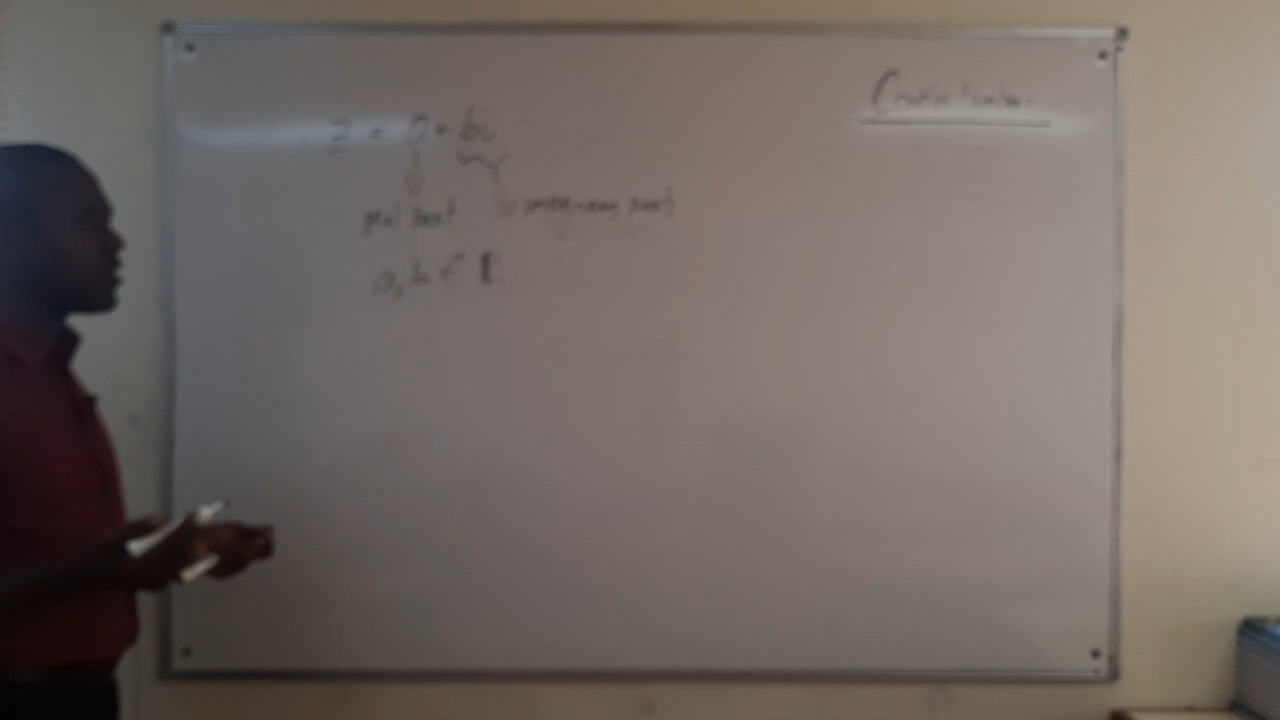 Complex Numbers
z = a + bi
real part imaginary part
a, b ∈ ℝ